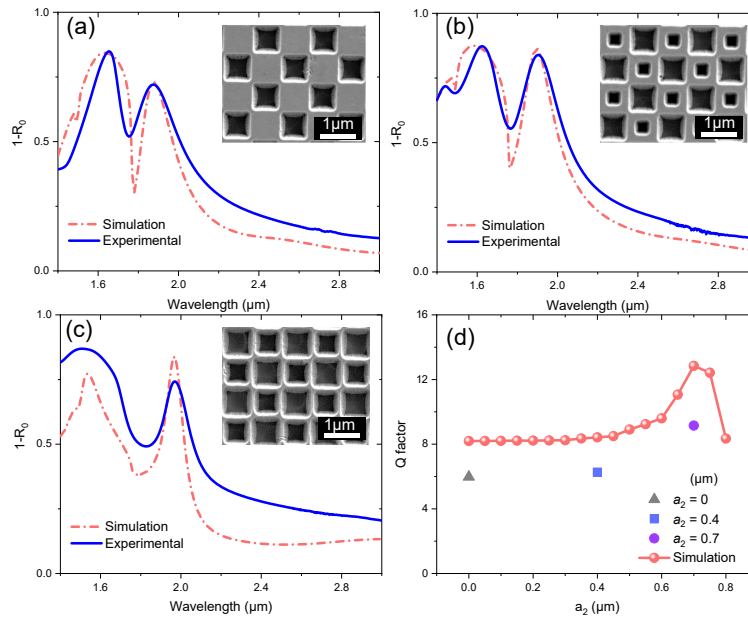 (a)
1-R0
1
0.5
0.0
1.6
2.0
2.4
2.8
Wavelength (μm)
Simulation
Experimental
1μm
(b)
1-R0
1
0.5
0.0
1.6
2.0
2.4
2.8
Wavelength (μm)
Simulation
Experimental
1μm
(c)
1-R0
1
0.5
0.0
1.6
2.0
2.4
2.8
Wavelength (μm)
Simulation
Experimental
1μm
(d)
Q factor
16
12
8
4
0
0.0
0.2
0.4
0.6
0.8
a2 (μm)
(μm)
a2 = 0
a2 = 0.4
a2 = 0.7
Simulation